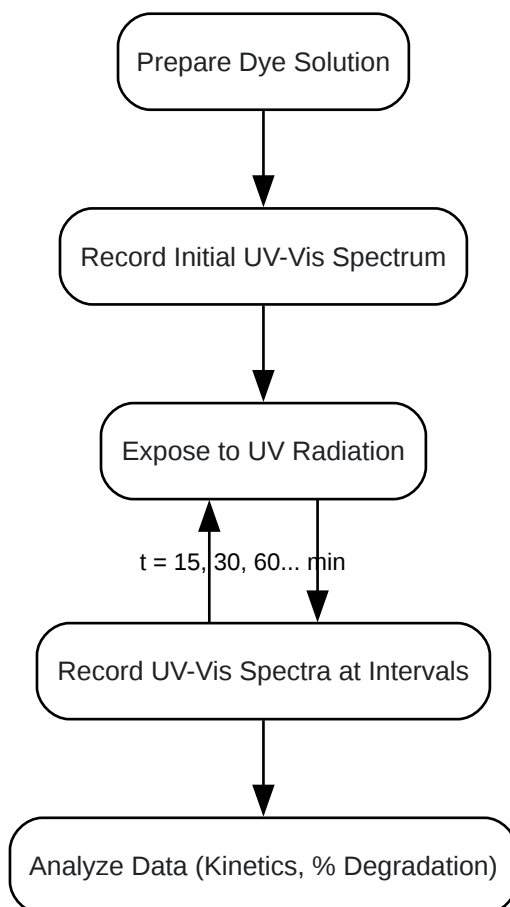 Prepare Dye Solution
Record Initial UV-Vis Spectrum
Expose to UV Radiation
t = 15, 30, 60... min
Record UV-Vis Spectra at Intervals
Analyze Data (Kinetics, % Degradation)